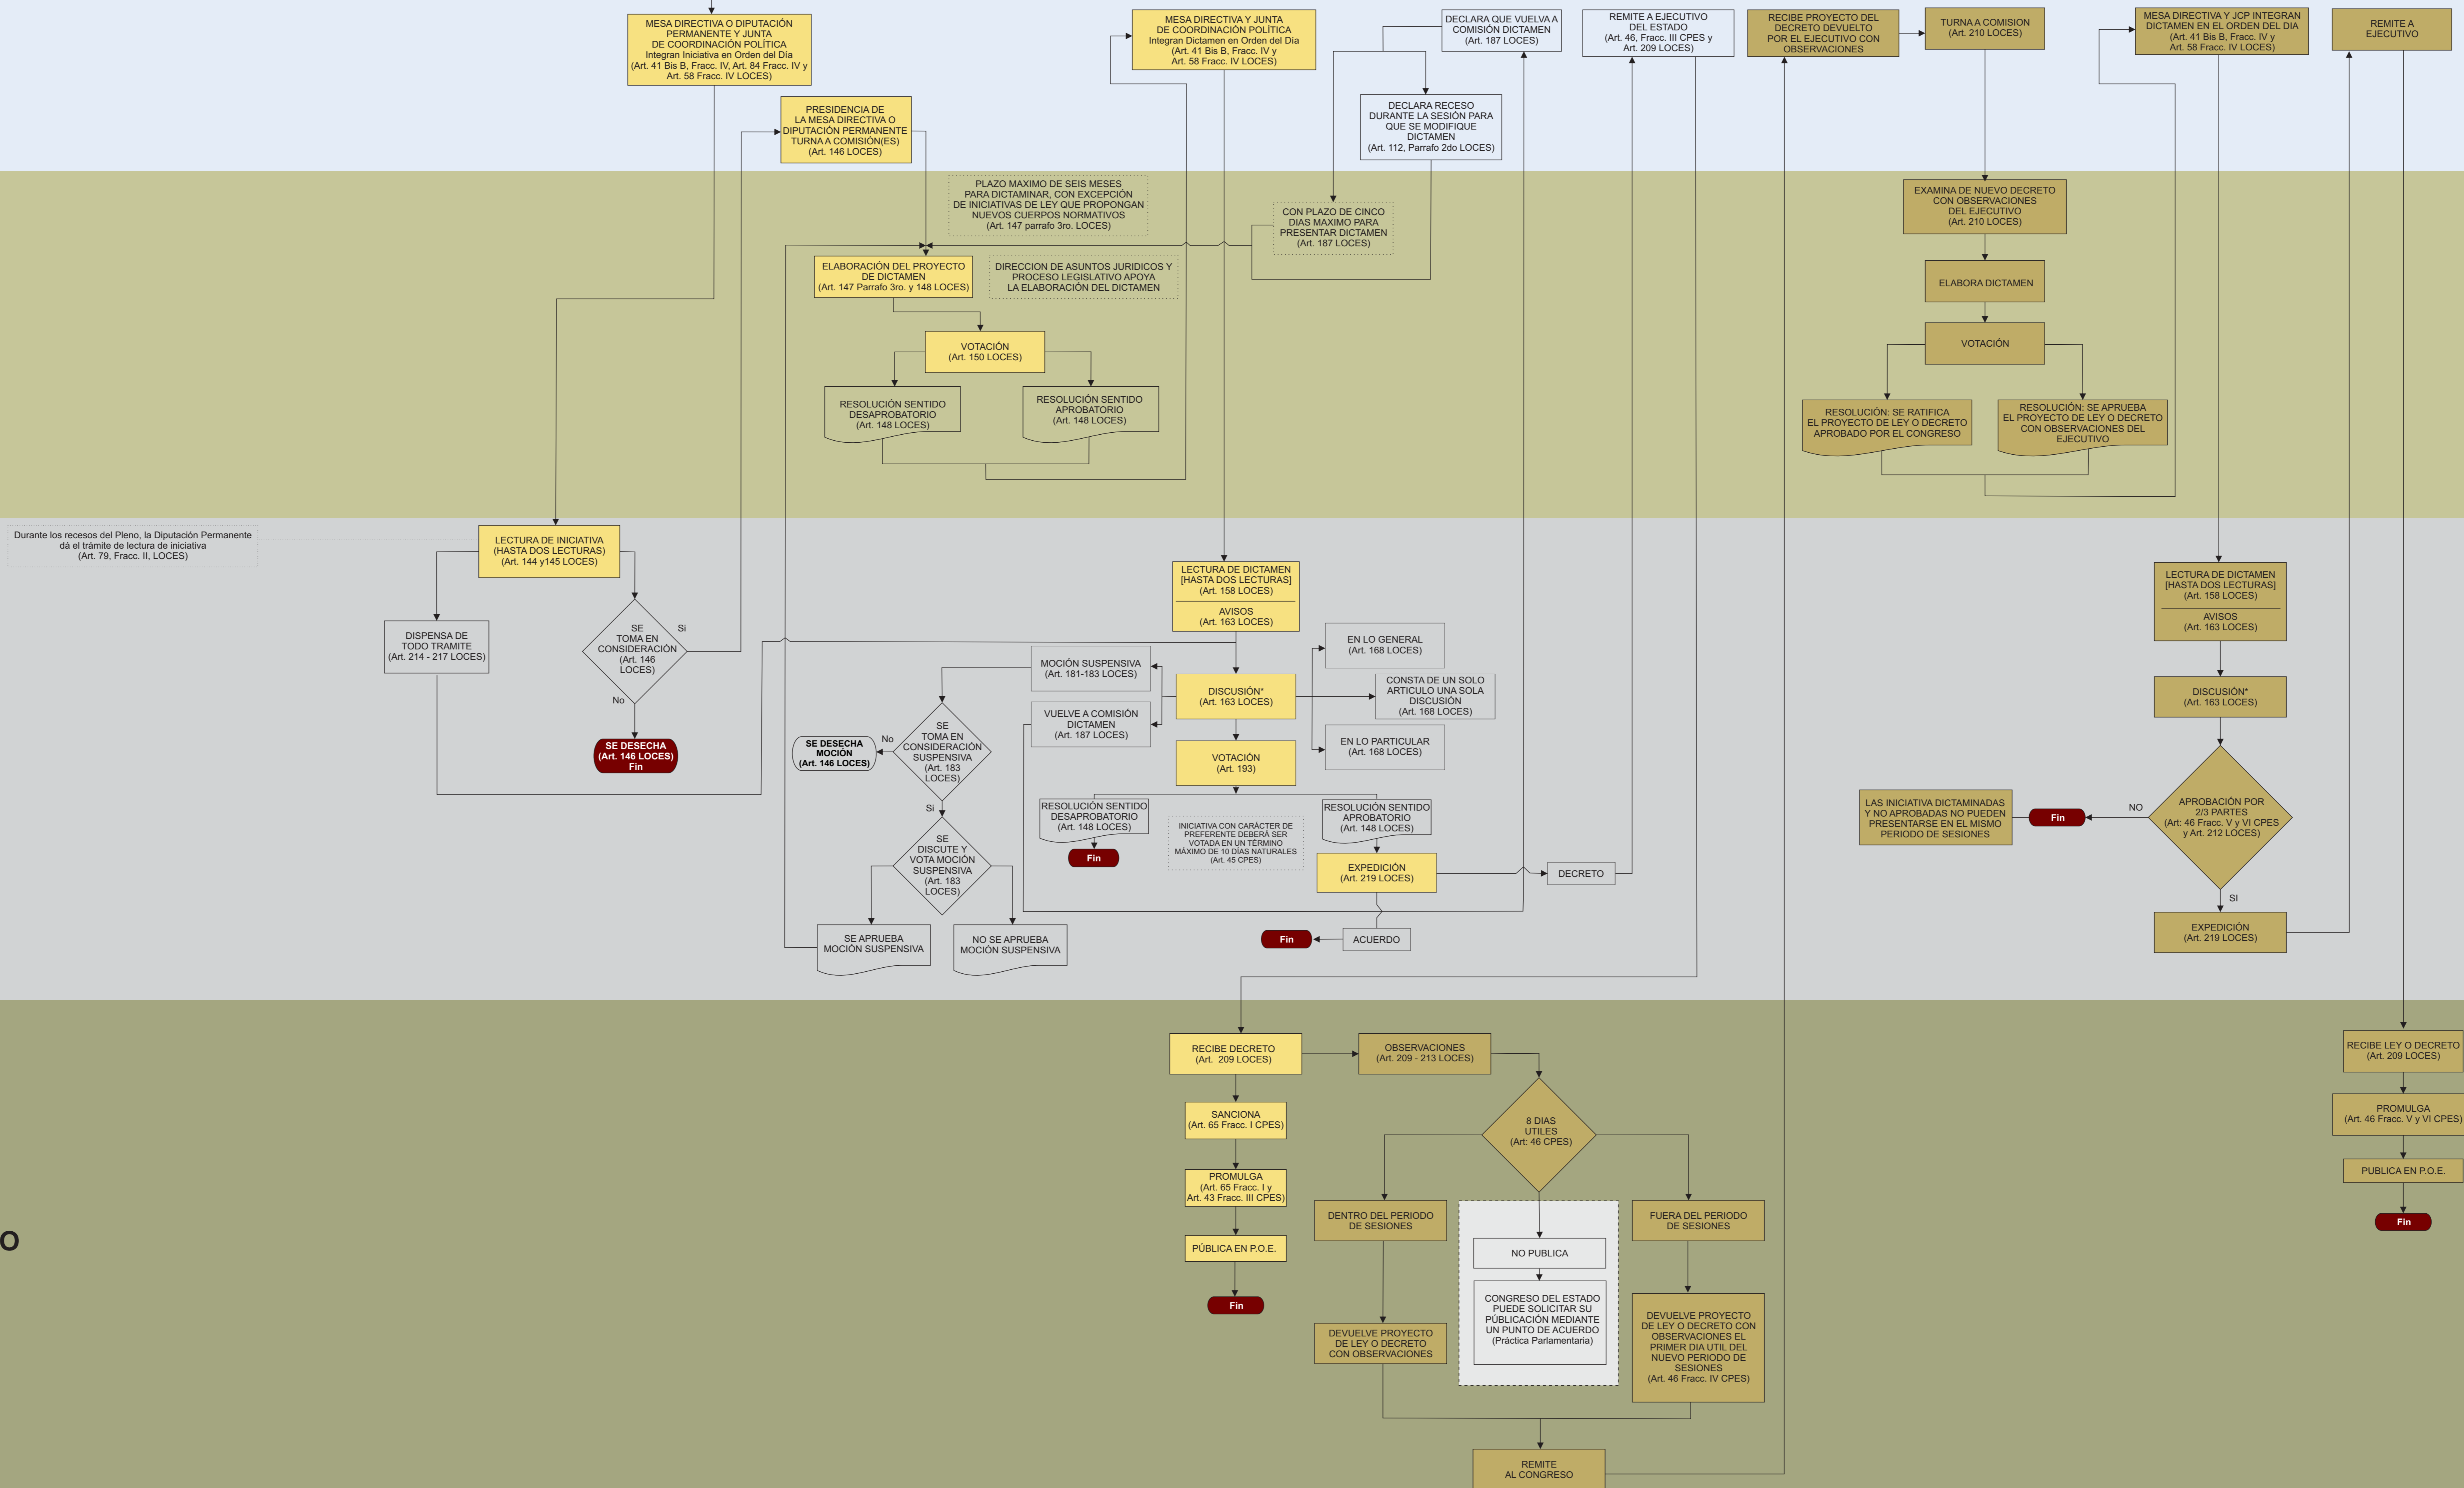 MESA DIRECTIVA O DIPUTACIÓN
PERMANENTE Y JUNTA
DE COORDINACIÓN POLÍTICA
Integran Iniciativa en Orden del Día
(Art. 41 Bis B, Fracc. IV, Art. 84 Fracc. IV y
Art. 58 Fracc. IV LOCES)
MESA DIRECTIVA Y JUNTA
DE COORDINACIÓN POLÍTICA
Integran Dictamen en Orden del Día
(Art. 41 Bis B, Fracc. IV y
Art. 58 Fracc. IV LOCES)
DECLARA QUE VUELVA A
COMISIÓN DICTAMEN
(Art. 187 LOCES)
REMITE A EJECUTIVO
DEL ESTADO
(Art. 46, Fracc. III CPES y
Art. 209 LOCES)
RECIBE PROYECTO DEL
DECRETO DEVUELTO
POR EL EJECUTIVO CON
OBSERVACIONES
TURNA A COMISION
(Art. 210 LOCES)
MESA DIRECTIVA Y JCP INTEGRAN
DICTAMEN EN EL ORDEN DEL DIA
(Art. 41 Bis B, Fracc. IV y
Art. 58 Fracc. IV LOCES)
REMITE A
EJECUTIVO
PRESIDENCIA DE
LA MESA DIRECTIVA O
DIPUTACIÓN PERMANENTE
TURNA A COMISIÓN(ES)
(Art. 146 LOCES)
DECLARA RECESO
DURANTE LA SESIÓN PARA
QUE SE MODIFIQUE
DICTAMEN
(Art. 112, Parrafo 2do LOCES)
PLAZO MAXIMO DE SEIS MESES
PARA DICTAMINAR, CON EXCEPCIÓN
DE INICIATIVAS DE LEY QUE PROPONGAN
NUEVOS CUERPOS NORMATIVOS
(Art. 147 parrafo 3ro. LOCES)
CON PLAZO DE CINCO
DIAS MAXIMO PARA
PRESENTAR DICTAMEN
(Art. 187 LOCES)
EXAMINA DE NUEVO DECRETO
CON OBSERVACIONES
DEL EJECUTIVO
(Art. 210 LOCES)
ELABORACIÓN DEL PROYECTO
DE DICTAMEN
(Art. 147 Parrafo 3ro. y 148 LOCES)
DIRECCION DE ASUNTOS JURIDICOS Y
PROCESO LEGISLATIVO APOYA
LA ELABORACIÓN DEL DICTAMEN
ELABORA DICTAMEN
VOTACIÓN
(Art. 150 LOCES)
VOTACIÓN
RESOLUCIÓN SENTIDO
DESAPROBATORIO
(Art. 148 LOCES)
RESOLUCIÓN SENTIDO
APROBATORIO
(Art. 148 LOCES)
RESOLUCIÓN: SE RATIFICA
EL PROYECTO DE LEY O DECRETO
APROBADO POR EL CONGRESO
RESOLUCIÓN: SE APRUEBA
EL PROYECTO DE LEY O DECRETO
CON OBSERVACIONES DEL
EJECUTIVO
Durante los recesos del Pleno, la Diputación Permanente
dá el trámite de lectura de iniciativa
(Art. 79, Fracc. II, LOCES)
LECTURA DE INICIATIVA
(HASTA DOS LECTURAS)
(Art. 144 y145 LOCES)
DISPENSA DE
TODO TRAMITE
(Art. 214 - 217 LOCES)
SE
TOMA EN
CONSIDERACIÓN
(Art. 146
LOCES)
Si
No
SE DESECHA
(Art. 146 LOCES)
Fin
LECTURA DE DICTAMEN
[HASTA DOS LECTURAS]
(Art. 158 LOCES)
AVISOS
(Art. 163 LOCES)
MOCIÓN SUSPENSIVA
(Art. 181-183 LOCES)
VUELVE A COMISIÓN
DICTAMEN
(Art. 187 LOCES)
DISCUSIÓN*
(Art. 163 LOCES)
EN LO GENERAL
(Art. 168 LOCES)
CONSTA DE UN SOLO
ARTICULO UNA SOLA
DISCUSIÓN
(Art. 168 LOCES)
EN LO PARTICULAR
(Art. 168 LOCES)
SE
TOMA EN
CONSIDERACIÓN
SUSPENSIVA
(Art. 183
LOCES)
No
SE DESECHA
MOCIÓN
(Art. 146 LOCES)
Si
SE
DISCUTE Y
VOTA MOCIÓN
SUSPENSIVA
(Art. 183
LOCES)
SE APRUEBA
MOCIÓN SUSPENSIVA
NO SE APRUEBA
MOCIÓN SUSPENSIVA
VOTACIÓN
(Art. 193)
RESOLUCIÓN SENTIDO
DESAPROBATORIO
(Art. 148 LOCES)
Fin
INICIATIVA CON CARÁCTER DE
PREFERENTE DEBERÁ SER
VOTADA EN UN TÉRMINO
MÁXIMO DE 10 DÍAS NATURALES
(Art. 45 CPES)
RESOLUCIÓN SENTIDO
APROBATORIO
(Art. 148 LOCES)
EXPEDICIÓN
(Art. 219 LOCES)
DECRETO
Fin
ACUERDO
LECTURA DE DICTAMEN
[HASTA DOS LECTURAS]
(Art. 158 LOCES)
AVISOS
(Art. 163 LOCES)
DISCUSIÓN*
(Art. 163 LOCES)
LAS INICIATIVA DICTAMINADAS
Y NO APROBADAS NO PUEDEN
PRESENTARSE EN EL MISMO
PERIODO DE SESIONES
Fin
NO
APROBACIÓN POR
2/3 PARTES
(Art: 46 Fracc. V y VI CPES
y Art. 212 LOCES)
SI
EXPEDICIÓN
(Art. 219 LOCES)
RECIBE DECRETO
(Art. 209 LOCES)
OBSERVACIONES
(Art. 209 - 213 LOCES)
SANCIONA
(Art. 65 Fracc. I CPES)
PROMULGA
(Art. 65 Fracc. I y
Art. 43 Fracc. III CPES)
PÚBLICA EN P.O.E.
Fin
8 DIAS
UTILES
(Art: 46 CPES)
DENTRO DEL PERIODO
DE SESIONES
NO PUBLICA
FUERA DEL PERIODO
DE SESIONES
CONGRESO DEL ESTADO
PUEDE SOLICITAR SU
PÚBLICACIÓN MEDIANTE
UN PUNTO DE ACUERDO
(Práctica Parlamentaria)
DEVUELVE PROYECTO
DE LEY O DECRETO
CON OBSERVACIONES
DEVUELVE PROYECTO
DE LEY O DECRETO CON
OBSERVACIONES EL
PRIMER DIA UTIL DEL
NUEVO PERIODO DE
SESIONES
(Art. 46 Fracc. IV CPES)
REMITE
AL CONGRESO
RECIBE LEY O DECRETO
(Art. 209 LOCES)
PROMULGA
(Art. 46 Fracc. V y VI CPES)
PUBLICA EN P.O.E.
Fin
O